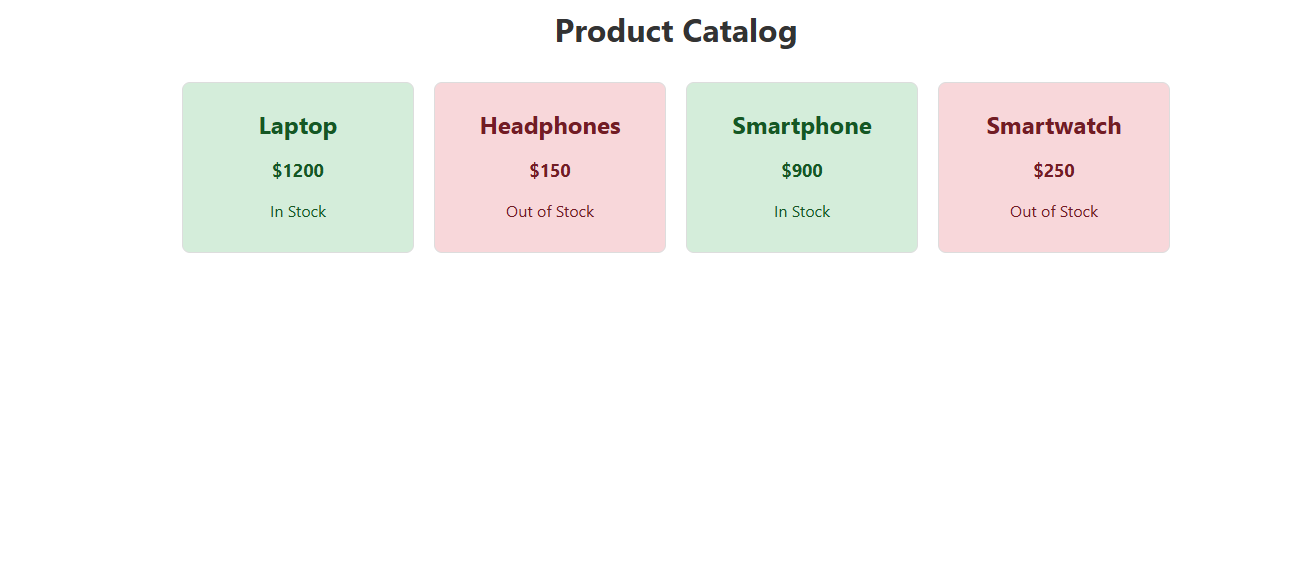 Product Catalog
Laptop
$1200
In Stock
Headphones
$150
Out of Stock
Smartphone
$900
In Stock
Smartwatch
$250
Out of Stock